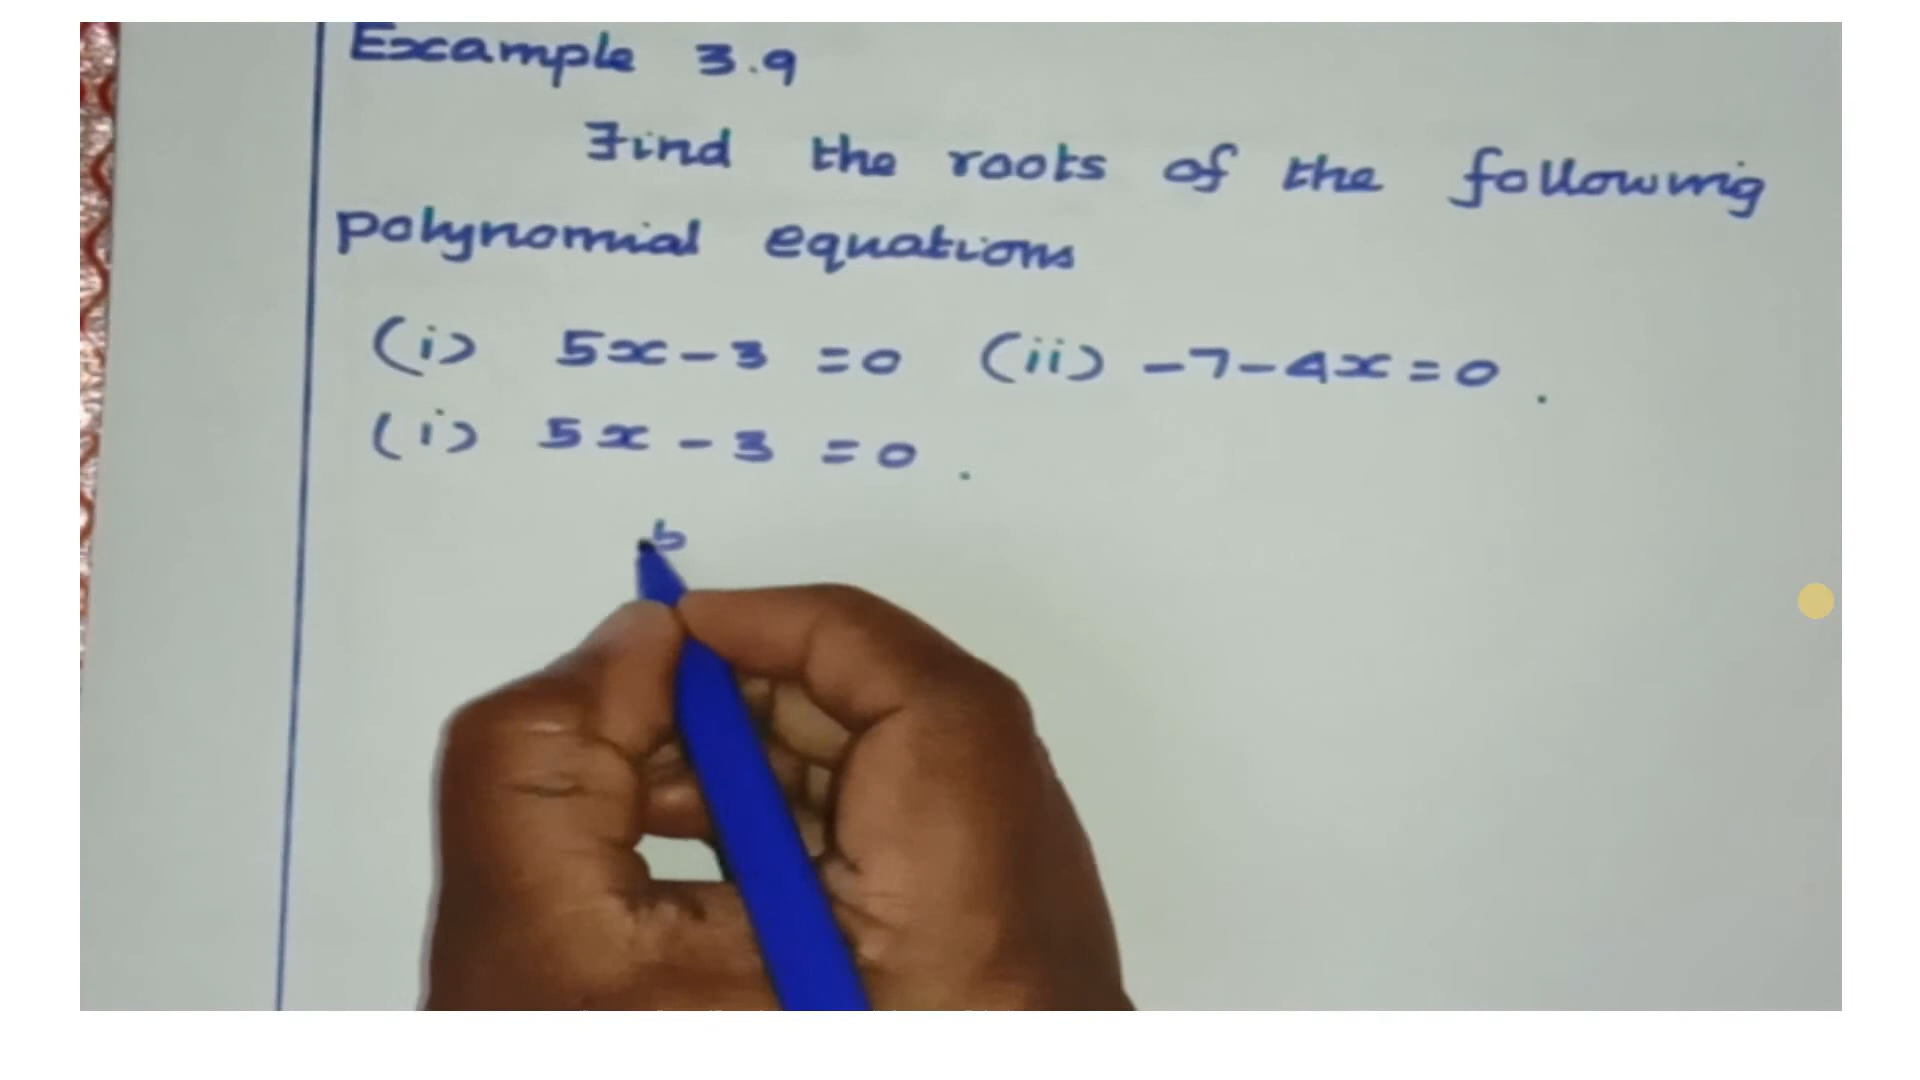 Example 3.9
Find the roots of the following
polynomial equations
(i) 5x - 3 = 0 (ii) -7 - 4x = 0.
(i) 5x - 3 = 0.